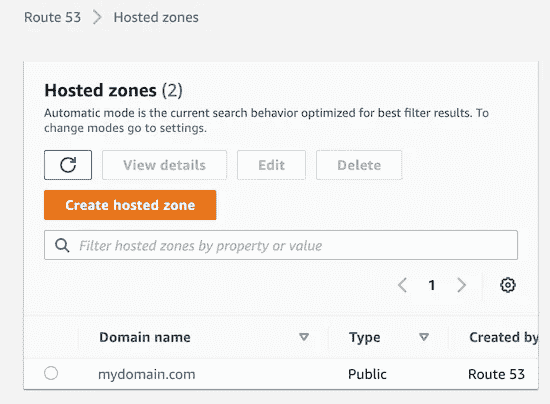 Route 53 > Hosted zones
Hosted zones (2)
Automatic mode is the current search behavior optimized for best filter results. To
change modes go to settings.
View details Edit Delete
Create hosted zone
Filter hosted zones by property or value
1
Domain name Type Created by
mydomain.com Public Route 53